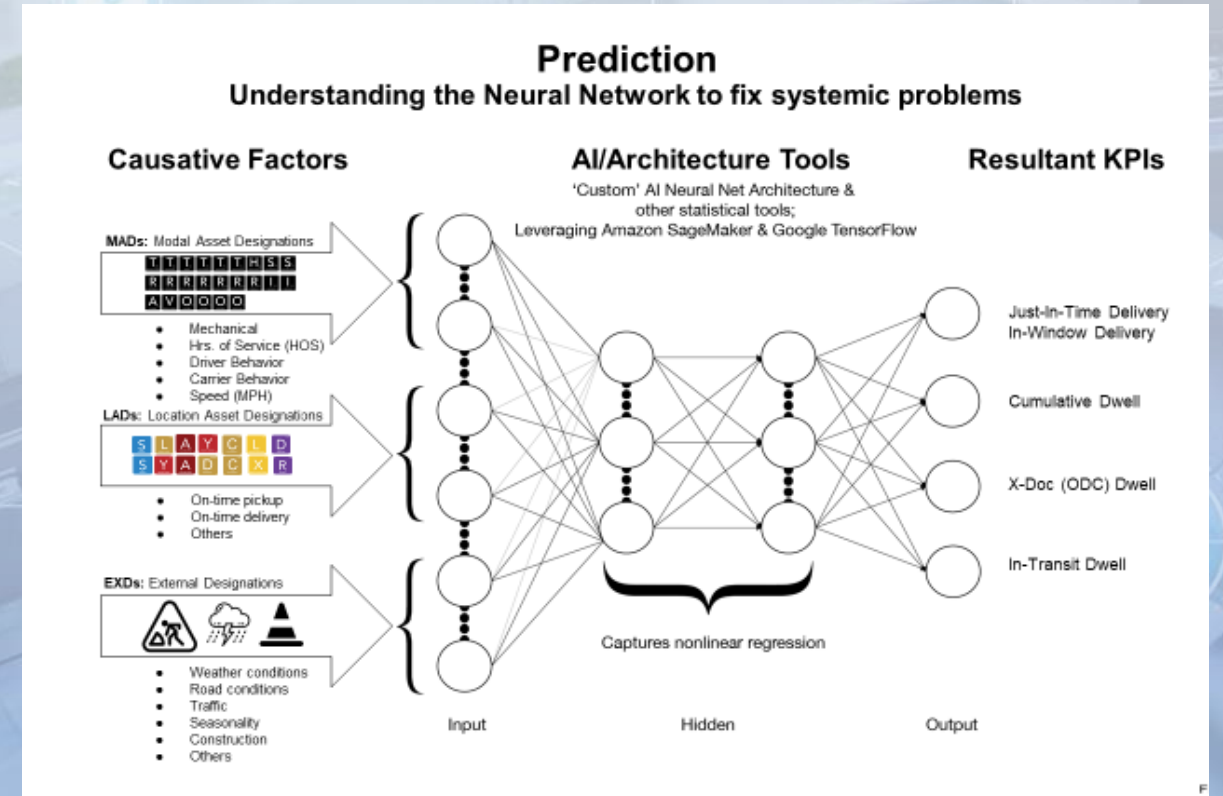 Prediction
Understanding the Neural Network to fix systemic problems
Causative Factors
MADs: Modal Asset Designations
T T T T T T H S S
R R R R R R R I I
A V O O O O
• Mechanical
• Hrs. of Service (HOS)
• Driver Behavior
• Carrier Behavior
• Speed (MPH)
LADs: Location Asset Designations
S L A Y C L D
S Y A D C X R
• On-time pickup
• On-time delivery
• Others
EXDs: External Designations
• Weather conditions
• Road conditions
• Traffic
• Seasonality
• Construction
• Others
AI/Architecture Tools
‘Custom’ AI Neural Net Architecture &
other statistical tools;
Leveraging Amazon SageMaker & Google TensorFlow
Captures nonlinear regression
Input
Hidden
Output
Resultant KPIs
Just-In-Time Delivery
In-Window Delivery
Cumulative Dwell
X-Doc (ODC) Dwell
In-Transit Dwell
F